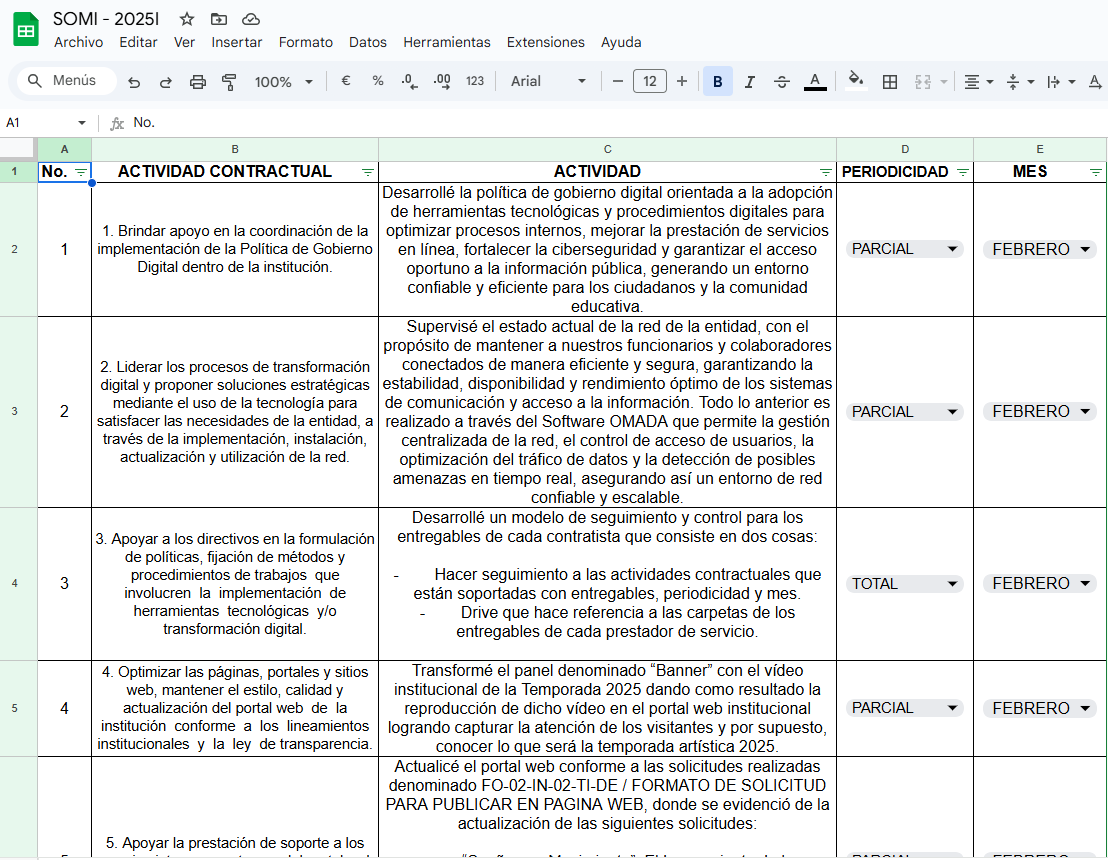 SOMI - 2025I
Archivo Editar Ver Insertar Formato Datos Herramientas Extensiones Ayuda
Menús 100% € % .0 .00 123 Arial 12 B I A A
A1 fx No.
A B C D E
1 No. ACTIVIDAD CONTRACTUAL ACTIVIDAD PERIODICIDAD MES
2
1
1. Brindar apoyo en la coordinación de la
implementación de la Política de Gobierno
Digital dentro de la institución.
Desarrollé la política de gobierno digital orientada a la adopción
de herramientas tecnológicas y procedimientos digitales para
optimizar procesos internos, mejorar la prestación de servicios
en línea, fortalecer la ciberseguridad y garantizar el acceso
oportuno a la información pública, generando un entorno
confiable y eficiente para los ciudadanos y la comunidad
educativa.
PARCIAL
FEBRERO
3
2
2. Liderar los procesos de transformación
digital y proponer soluciones estratégicas
mediante el uso de la tecnología para
satisfacer las necesidades de la entidad, a
través de la implementación, instalación,
actualización y utilización de la red.
Supervisé el estado actual de la red de la entidad, con el
propósito de mantener a nuestros funcionarios y colaboradores
conectados de manera eficiente y segura, garantizando la
estabilidad, disponibilidad y rendimiento óptimo de los sistemas
de comunicación y acceso a la información. Todo lo anterior es
realizado a través del Software OMADA que permite la gestión
centralizada de la red, el control de acceso de usuarios, la
optimización del tráfico de datos y la detección de posibles
amenazas en tiempo real, asegurando así un entorno de red
confiable y escalable.
PARCIAL
FEBRERO
4
3
3. Apoyar a los directivos en la formulación
de políticas, fijación de métodos y
procedimientos de trabajos que
involucren la implementación de
herramientas tecnológicas y/o
transformación digital.
Desarrollé un modelo de seguimiento y control para los
entregables de cada contratista que consiste en dos cosas:
- Hacer seguimiento a las actividades contractuales que
están soportadas con entregables, periodicidad y mes.
- Drive que hace referencia a las carpetas de los
entregables de cada prestador de servicio.
TOTAL
FEBRERO
5
4
4. Optimizar las páginas, portales y sitios
web, mantener el estilo, calidad y
actualización del portal web de la
institución conforme a los lineamientos
institucionales y la ley de transparencia.
Transformé el panel denominado “Banner” con el vídeo
institucional de la Temporada 2025 dando como resultado la
reproducción de dicho vídeo en el portal web institucional
logrando capturar la atención de los visitantes y por supuesto,
conocer lo que será la temporada artística 2025.
PARCIAL
FEBRERO
5. Apoyar la prestación de soporte a los
Actualicé el portal web conforme a las solicitudes realizadas
denominado FO-02-IN-02-TI-DE / FORMATO DE SOLICITUD
PARA PUBLICAR EN PAGINA WEB, donde se evidenció de la
actualización de las siguientes solicitudes: